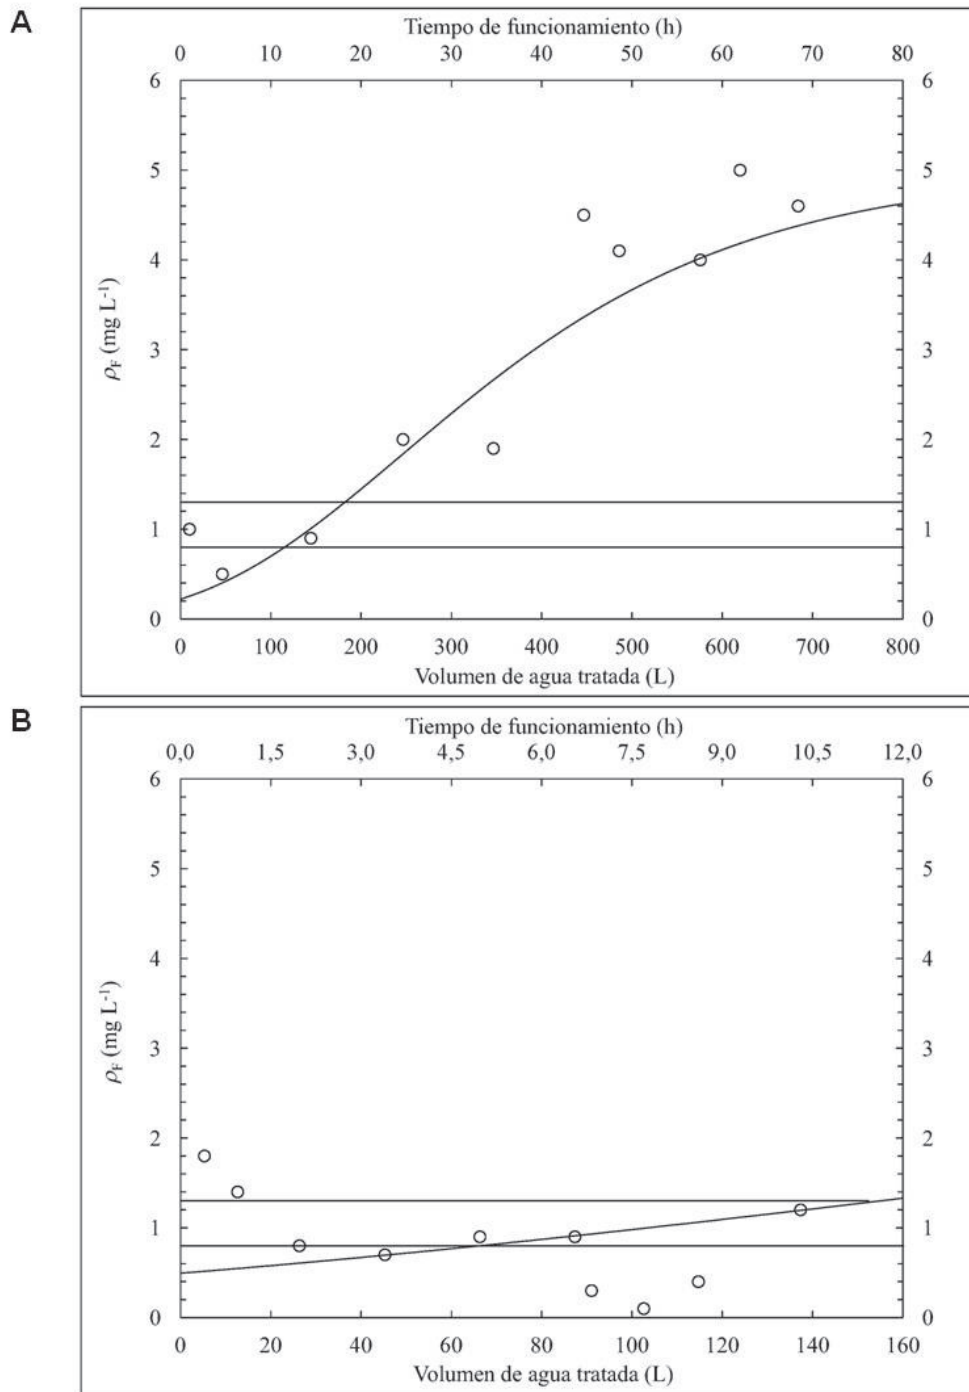 A
Tiempo de funcionamiento (h)
0 10 20 30 40 50 60 70 80
6 6
5 5
4 4
3 3
2 2
1 1
0 0
ρF (mg L-1)
0 100 200 300 400 500 600 700 800
Volumen de agua tratada (L)
B
Tiempo de funcionamiento (h)
0,0 1,5 3,0 4,5 6,0 7,5 9,0 10,5 12,0
6 6
5 5
4 4
3 3
2 2
1 1
0 0
ρF (mg L-1)
0 20 40 60 80 100 120 140 160
Volumen de agua tratada (L)